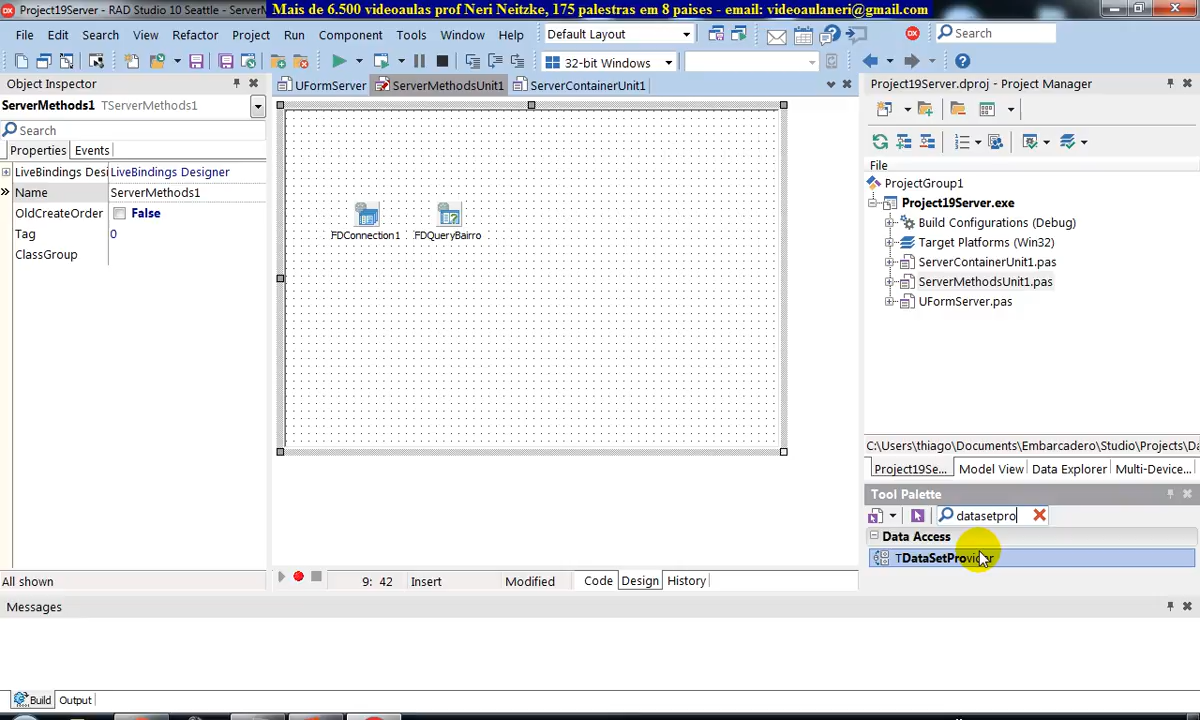 Project19Server - RAD Studio 10 Seattle - ServerM
Mais de 6.500 videoaulas prof Neri Neitzke, 175 palestras em 8 paises - email: videoaulaneri@gmail.com
File Edit Search View Refactor Project Run Component Tools Window Help
Default Layout
Search
32-bit Windows
Object Inspector
ServerMethods1 TServerMethods1
Search
Properties Events
LiveBindings Desi LiveBindings Designer
Name ServerMethods1
OldCreateOrder False
Tag 0
ClassGroup
All shown
UFormServer ServerMethodsUnit1 ServerContainerUnit1
FDConnection1 FDQueryBairro
9: 42 Insert Modified Code Design History
Project19Server.dproj - Project Manager
File
ProjectGroup1
Project19Server.exe
Build Configurations (Debug)
Target Platforms (Win32)
ServerContainerUnit1.pas
ServerMethodsUnit1.pas
UFormServer.pas
C:\Users\thiago\Documents\Embarcadero\Studio\Projects\Da
Project19Se... Model View Data Explorer Multi-Device...
Tool Palette
datasetpro
Data Access
TDataSetProvider
Messages
Build Output